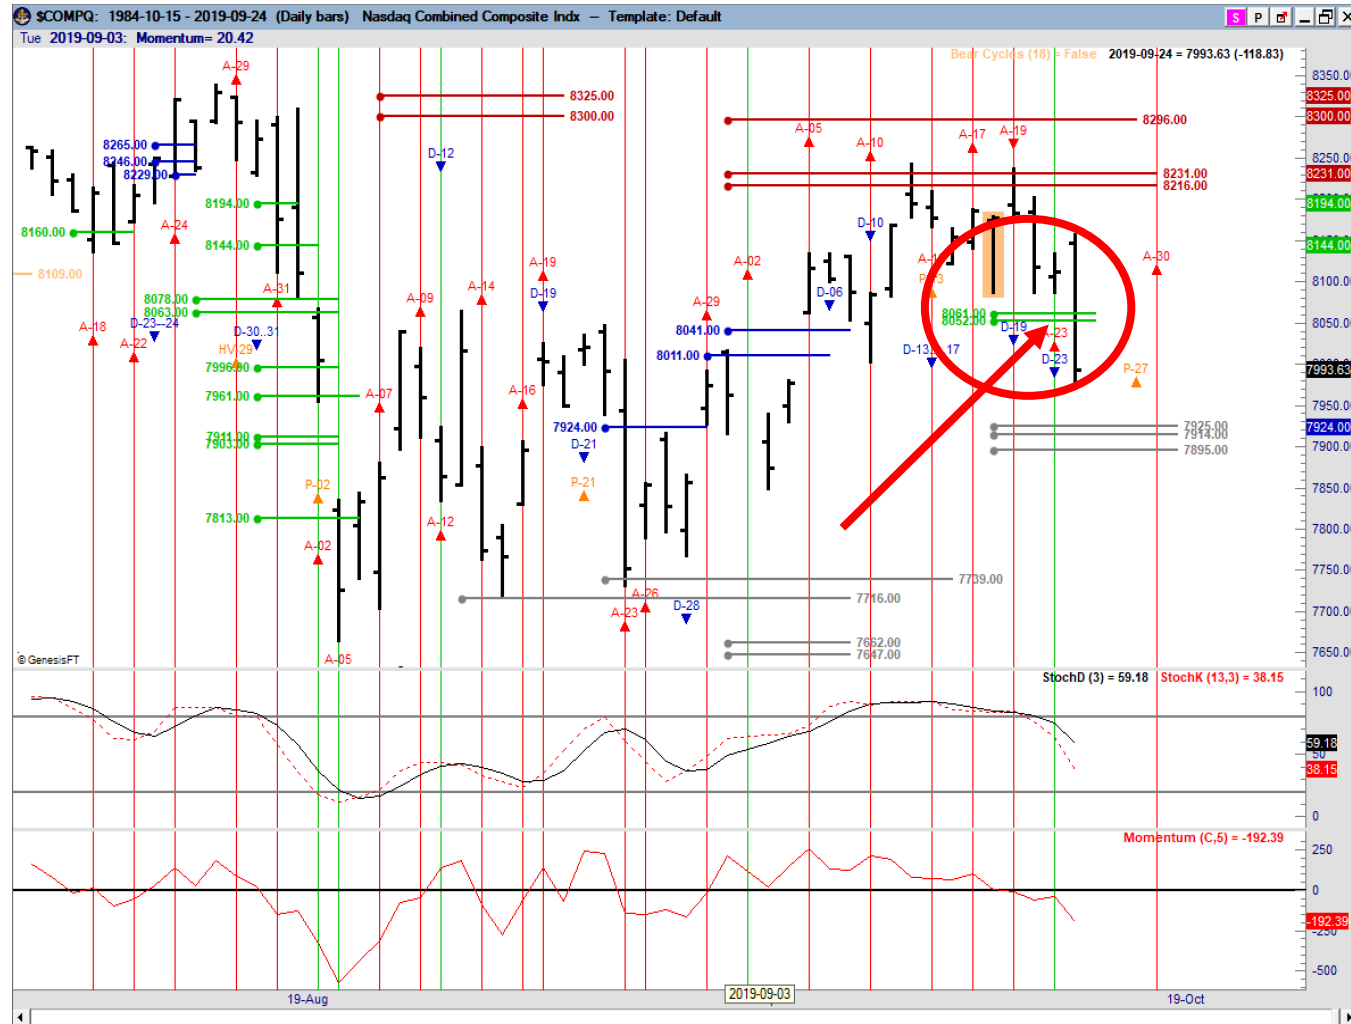 $COMPQ: 1984-10-15 - 2019-09-24 (Daily bars) Nasdaq Combined Composite Indx – Template: Default
S P
Tue 2019-09-03: Momentum= 20.42
Bear Cycles (18) = False 2019-09-24 = 7993.63 (-118.83)
A-29
8325.00
8300.00
8296.00
A-05
A-10
A-17
A-19
8265.00
8246.00
8229.00
D-12
8231.00
8216.00
8194.00
A-24
8160.00
8144.00
D-10
A-19
A-02
A-30
8109.00
8078.00
8063.00
A-31
A-09
A-14
D-19
D-06
A-18
A-22
D-23--24
D-30..31
HV-29
A-29
8041.00
8011.00
8061.00
8052.00
D-19
A-23
D-13...17
D-23
P-27
7996.00
7961.00
A-07
A-16
7911.00
7903.00
7924.00
D-21
P-21
7925.00
7914.00
7895.00
P-02
7813.00
A-02
A-12
A-05
7739.00
7716.00
A-23
A-26
D-28
7662.00
7647.00
8350.00
8325.00
8300.00
8250.00
8231.00
8194.00
8144.00
8100.00
8050.00
7993.63
7950.00
7924.00
7900.00
7850.00
7800.00
7750.00
7700.00
7650.00
© GenesisFT
StochD (3) = 59.18 StochK (13,3) = 38.15
100
59.18
50
38.15
0
Momentum (C,5) = -192.39
250
0
-192.39
-250
-500
19-Aug
2019-09-03
19-Oct